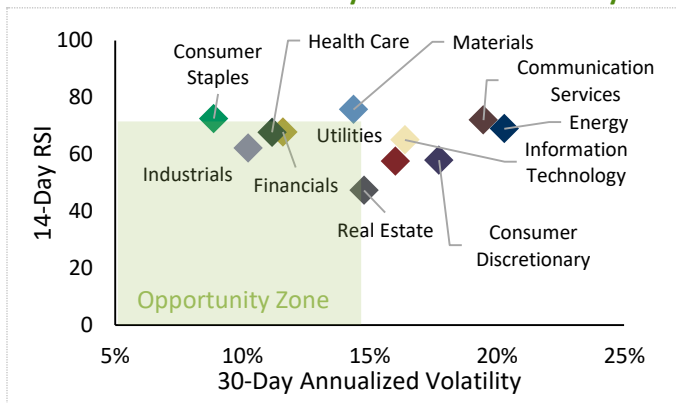 100
80
60
40
20
0
14-Day RSI
Consumer
Staples
Health Care
Materials
Communication
Services
Energy
Information
Technology
Utilities
Industrials
Financials
Real Estate
Consumer
Discretionary
Opportunity Zone
5%
10%
15%
20%
25%
30-Day Annualized Volatility